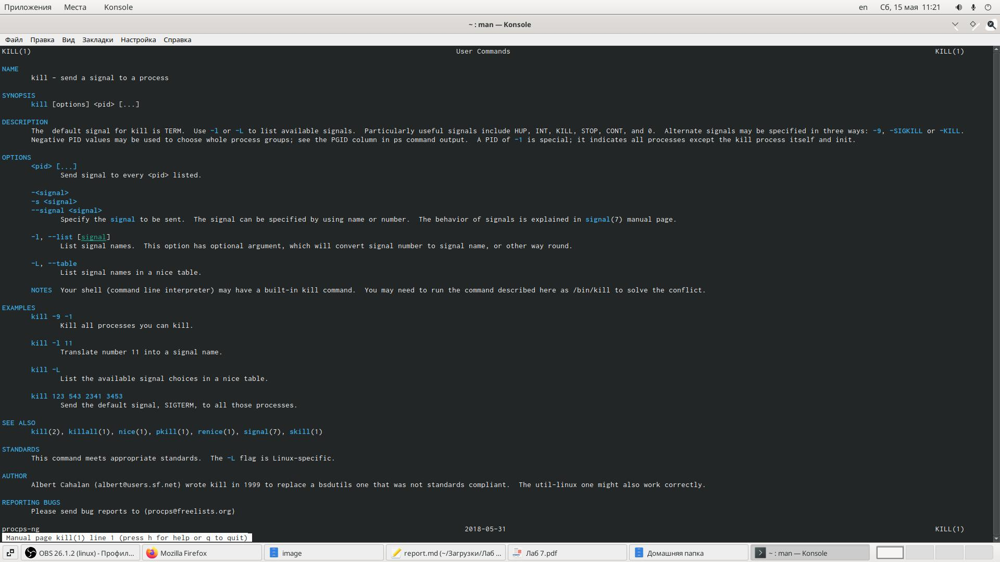 Приложения Места Konsole en Сб, 15 мая 11:21
~ : man — Konsole
Файл Правка Вид Закладки Настройка Справка
KILL(1) User Commands KILL(1)
NAME
kill - send a signal to a process
SYNOPSIS
kill [options] <pid> [...]
DESCRIPTION
The  default signal for kill is TERM.  Use -l or -L to list available signals.  Particularly useful signals include HUP, INT, KILL, STOP, CONT, and 0.  Alternate signals may be specified in three ways: -9, -SIGKILL or -KILL.
Negative PID values may be used to choose whole process groups; see the PGID column in ps command output.  A PID of -1 is special; it indicates all processes except the kill process itself and init.
OPTIONS
<pid> [...]
Send signal to every <pid> listed.
-<signal>
-s <signal>
--signal <signal>
Specify the signal to be sent.  The signal can be specified by using name or number.  The behavior of signals is explained in signal(7) manual page.
-l, --list [signal]
List signal names.  This option has optional argument, which will convert signal number to signal name, or other way round.
-L, --table
List signal names in a nice table.
NOTES  Your shell (command line interpreter) may have a built-in kill command.  You may need to run the command described here as /bin/kill to solve the conflict.
EXAMPLES
kill -9 -1
Kill all processes you can kill.
kill -l 11
Translate number 11 into a signal name.
kill -L
List the available signal choices in a nice table.
kill 123 543 2341 3453
Send the default signal, SIGTERM, to all those processes.
SEE ALSO
kill(2), killall(1), nice(1), pkill(1), renice(1), signal(7), skill(1)
STANDARDS
This command meets appropriate standards.  The -L flag is Linux-specific.
AUTHOR
Albert Cahalan ⟨albert@users.sf.net⟩ wrote kill in 1999 to replace a bsdutils one that was not standards compliant.  The util-linux one might also work correctly.
REPORTING BUGS
Please send bug reports to ⟨procps@freelists.org⟩
procps-ng 2018-05-31 KILL(1)
Manual page kill(1) line 1 (press h for help or q to quit)
OBS 26.1.2 (linux) - Профил... Mozilla Firefox image report.md (~/Загрузки/Лаб ... Лаб 7.pdf Домашняя папка ~ : man — Konsole